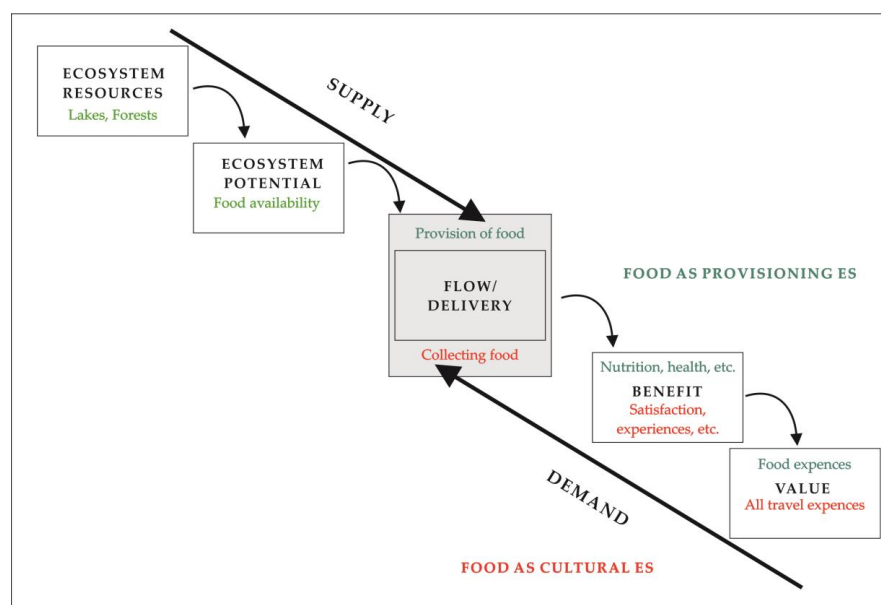 ECOSYSTEM
RESOURCES
Lakes, Forests
SUPPLY
ECOSYSTEM
POTENTIAL
Food availability
Provision of food
FLOW/
DELIVERY
Collecting food
FOOD AS PROVISIONING ES
Nutrition, health, etc.
BENEFIT
Satisfaction,
experiences, etc.
Food expences
VALUE
All travel expences
DEMAND
FOOD AS CULTURAL ES